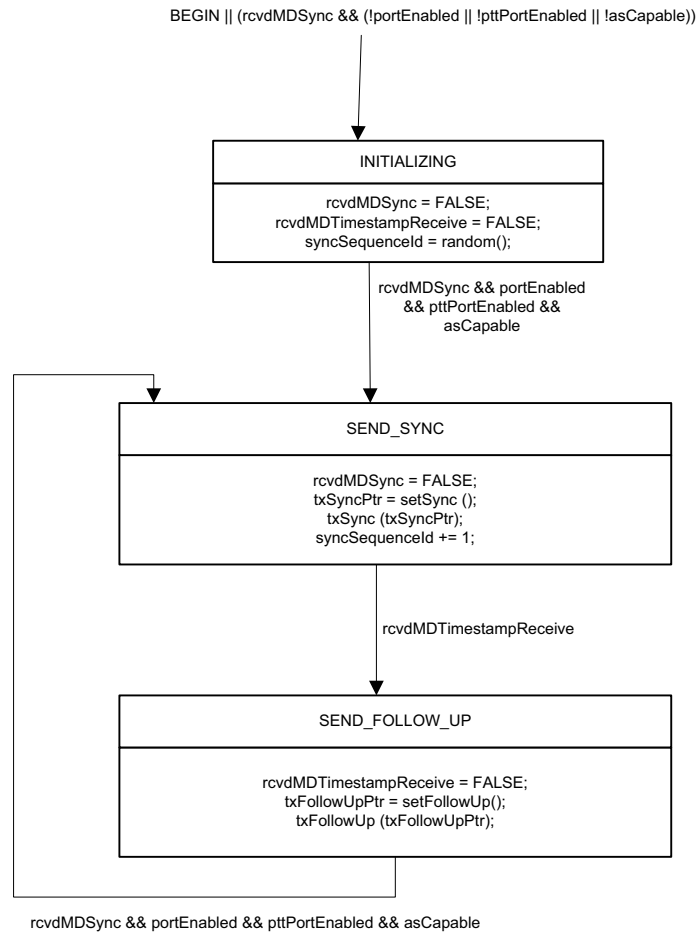 BEGIN || (rcvdMDSync && (!portEnabled || !pttPortEnabled || !asCapable))
INITIALIZING
rcvdMDSync = FALSE;
rcvdMDTimestampReceive = FALSE;
syncSequenceId = random();
rcvdMDSync && portEnabled
&& pttPortEnabled &&
asCapable
SEND_SYNC
rcvdMDSync = FALSE;
txSyncPtr = setSync ();
txSync (txSyncPtr);
syncSequenceId += 1;
rcvdMDTimestampReceive
SEND_FOLLOW_UP
rcvdMDTimestampReceive = FALSE;
txFollowUpPtr = setFollowUp();
txFollowUp (txFollowUpPtr);
rcvdMDSync && portEnabled && pttPortEnabled && asCapable